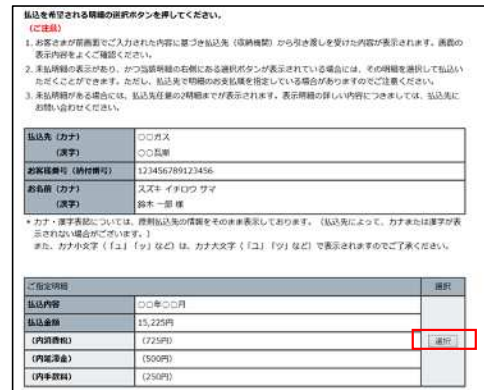 払込を希望される明細の選択ボタンを押してください。
(ご注意)
1. お客さまが前画面でご入力された内容に基づき払込先（収納機関）から引き渡しを受けた内容が表示されます。画面の
表示内容をよくご確認ください。
2. 未払明細の表示があり、かつ当該明細の右側にある選択ボタンが表示されている場合には、その明細を選択して払込い
ただくことができます。ただし、払込先で明細のお支払順を指定している場合がありますのでご注意ください。
3. 未払明細がある場合には、払込先任意の2明細までが表示されます。表示明細の詳しい内容につきましては、払込先に
お問い合わせください。
払込先（カナ） ○○ガス
（漢字） ○○瓦斯
お客様番号（納付番号） 123456789123456
お名前（カナ） スズキ イチロウ サマ
（漢字） 鈴木 一郎 様
* カナ・漢字表記については、原則払込先の情報をそのまま表示しております。（払込先によって、カナまたは漢字が表
示されない場合がございます。）
また、カナ小文字（「ュ」「ッ」など）は、カナ大文字（「ユ」「ツ」など）で表示されますのでご了承ください。
ご指定明細 選択
払込内容 ○○年○○月
払込金額 15,225円
（内消費税） （725円） 選択
（内延滞金） （500円）
（内手数料） （250円）